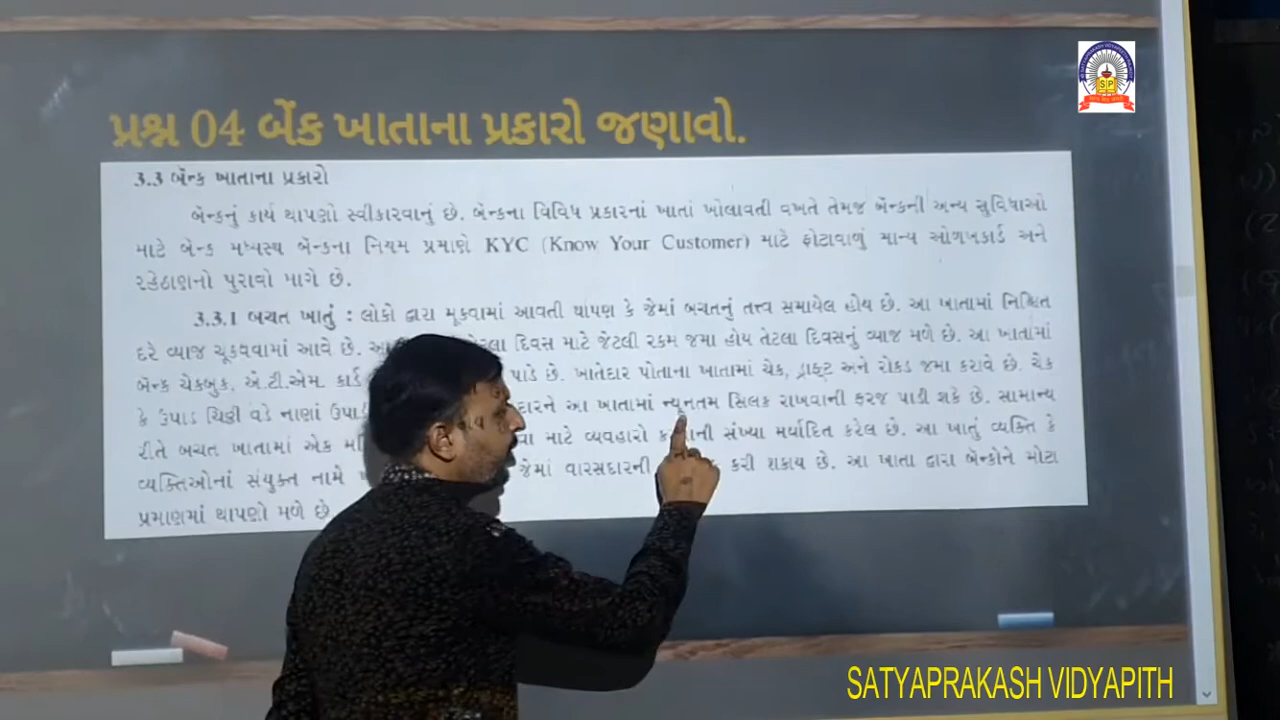 પ્રશ્ન 04 બેંક ખાતાના પ્રકારો જણાવો.
3.3 બૅન્ક ખાતાના પ્રકારો
બૅન્કનું કાર્ય થાપણો સ્વીકારવાનું છે. બૅન્કના વિવિધ પ્રકારનાં ખાતાં ખોલાવતી વખતે તેમજ બૅન્કની અન્ય સુવિધાઓ
માટે બૅન્ક મધ્યસ્થ બૅન્કના નિયમ પ્રમાણે KYC (Know Your Customer) માટે ફોટાવાળું માન્ય ઓળખકાર્ડ અને
રહેઠાણનો પુરાવો માગે છે.
3.3.1 બચત ખાતું : લોકો દ્વારા મૂકવામાં આવતી થાપણ કે જેમાં બચતનું તત્ત્વ સમાયેલ હોય છે. આ ખાતામાં નિશ્ચિત
દરે વ્યાજ ચૂકવવામાં આવે છે. દિવસ માટે જેટલી રકમ જમા હોય તેટલા દિવસનું વ્યાજ મળે છે. આ ખાતામાં
બૅન્ક ચેકબુક, એ.ટી.એમ. કાર્ડ પાડે છે. ખાતેદાર પોતાના ખાતામાં ચેક, ડ્રાફ્ટ અને રોકડ જમા કરાવે છે. ચેક
કે ઉપાડ ચિઠ્ઠી વડે નાણાં આ ખાતામાં ન્યૂનતમ સિલક રાખવાની ફરજ પાડી શકે છે. સામાન્ય
રીતે બચત ખાતામાં એક માટે વ્યવહારો સંખ્યા મર્યાદિત કરેલ છે. આ ખાતું વ્યક્તિ કે
વ્યક્તિઓનાં સંયુક્ત નામે જેમાં વારસદારની કરી શકાય છે. આ ખાતા દ્વારા બૅન્કોને મોટા
પ્રમાણમાં થાપણો મળે છે
SP
SATYAPRAKASH VIDYAPITH